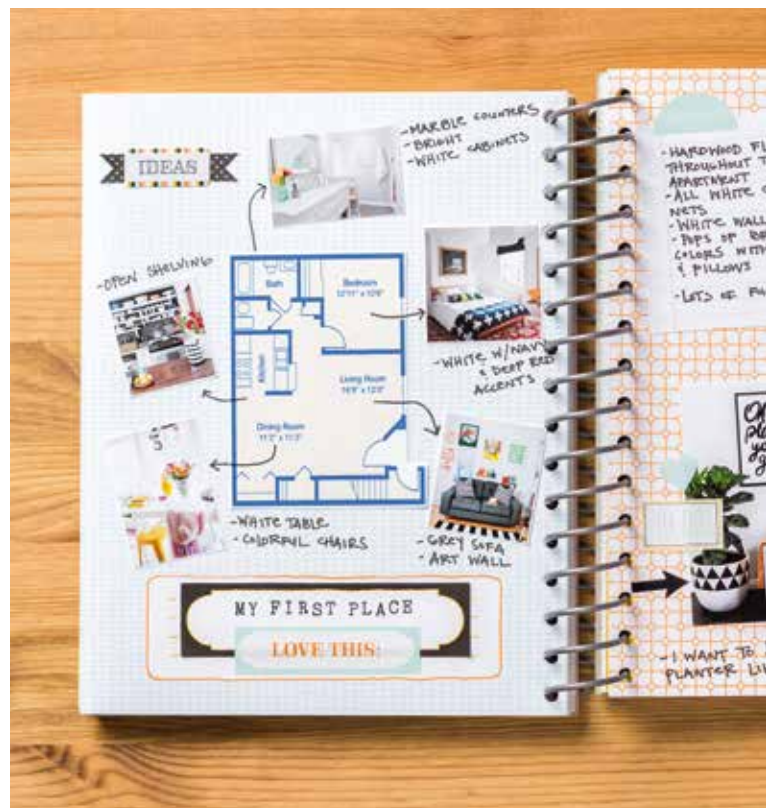 IDEAS
-MARBLE COUNTERS
-BRIGHT
-WHITE CABINETS
-OPEN SHELVING
Bath
Bedroom
Kitchen
Living Room
Dining Room
-WHITE W/NAVY
& DEEP RED
ACCENTS
-WHITE TABLE
-COLORFUL CHAIRS
-GREY SOFA
-ART WALL
MY FIRST PLACE
LOVE THIS:
-HARDWOOD FL
THROUGHOUT T
APARTMENT
-ALL WHITE C
NETS
-WHITE WALL
-POPS OF BR
COLORS WITH
& PILLOWS
-LOTS OF PL
-I WANT TO
PLANTER LI